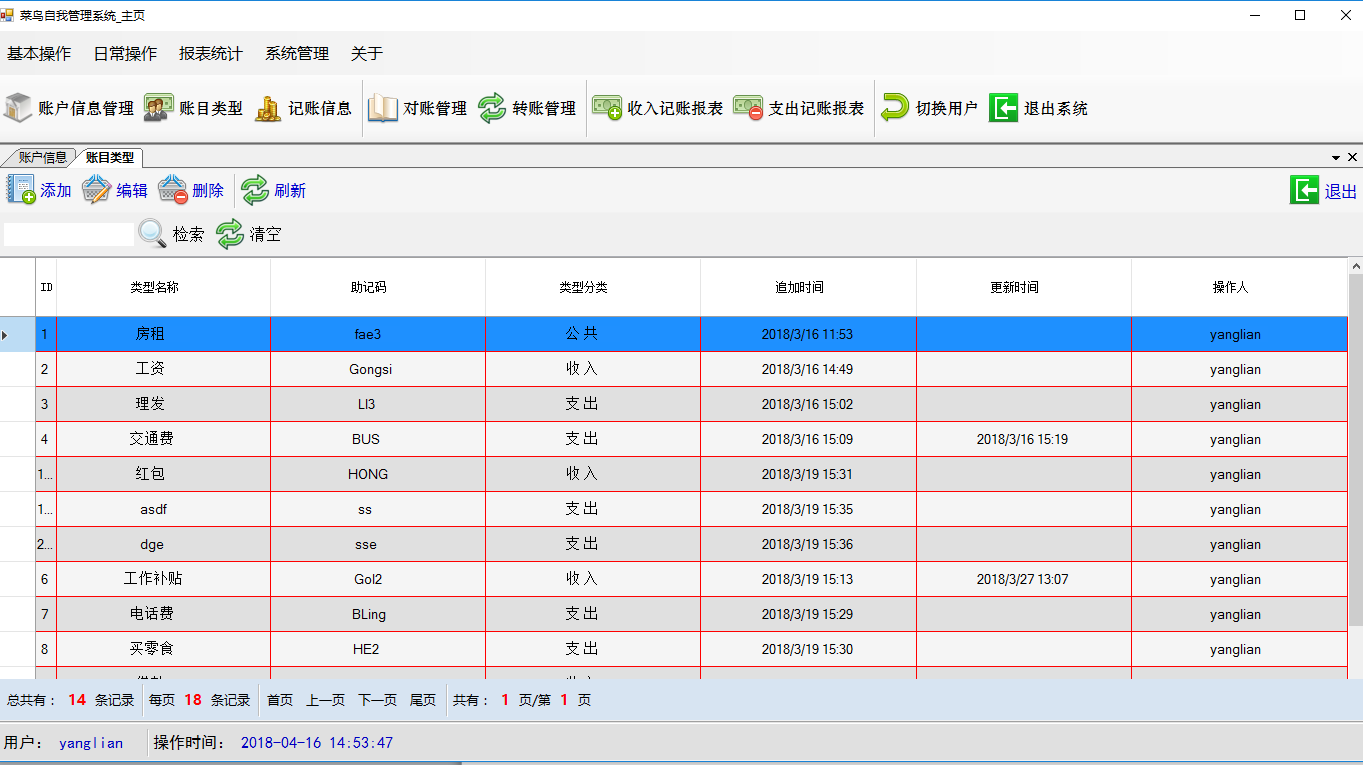 菜鸟自我管理系统_主页
基本操作 日常操作 报表统计 系统管理 关于
账户信息管理 账目类型 记账信息 对账管理 转账管理 收入记账报表 支出记账报表 切换用户 退出系统
账户信息 账目类型
添加 编辑 删除 刷新 退出
检索 清空
ID 类型名称 助记码 类型分类 追加时间 更新时间 操作人
1 房租 fae3 公共 2018/3/16 11:53 yanglian
2 工资 Gongsi 收入 2018/3/16 14:49 yanglian
3 理发 LI3 支出 2018/3/16 15:02 yanglian
4 交通费 BUS 支出 2018/3/16 15:09 2018/3/16 15:19 yanglian
1... 红包 HONG 收入 2018/3/19 15:31 yanglian
1... asdf ss 支出 2018/3/19 15:35 yanglian
2... dge sse 支出 2018/3/19 15:36 yanglian
6 工作补贴 Gol2 收入 2018/3/19 15:13 2018/3/27 13:07 yanglian
7 电话费 BLing 支出 2018/3/19 15:29 yanglian
8 买零食 HE2 支出 2018/3/19 15:30 yanglian
总共有： 14 条记录 每页 18 条记录 首页 上一页 下一页 尾页 共有： 1 页/第 1 页
用户： yanglian 操作时间： 2018-04-16 14:53:47